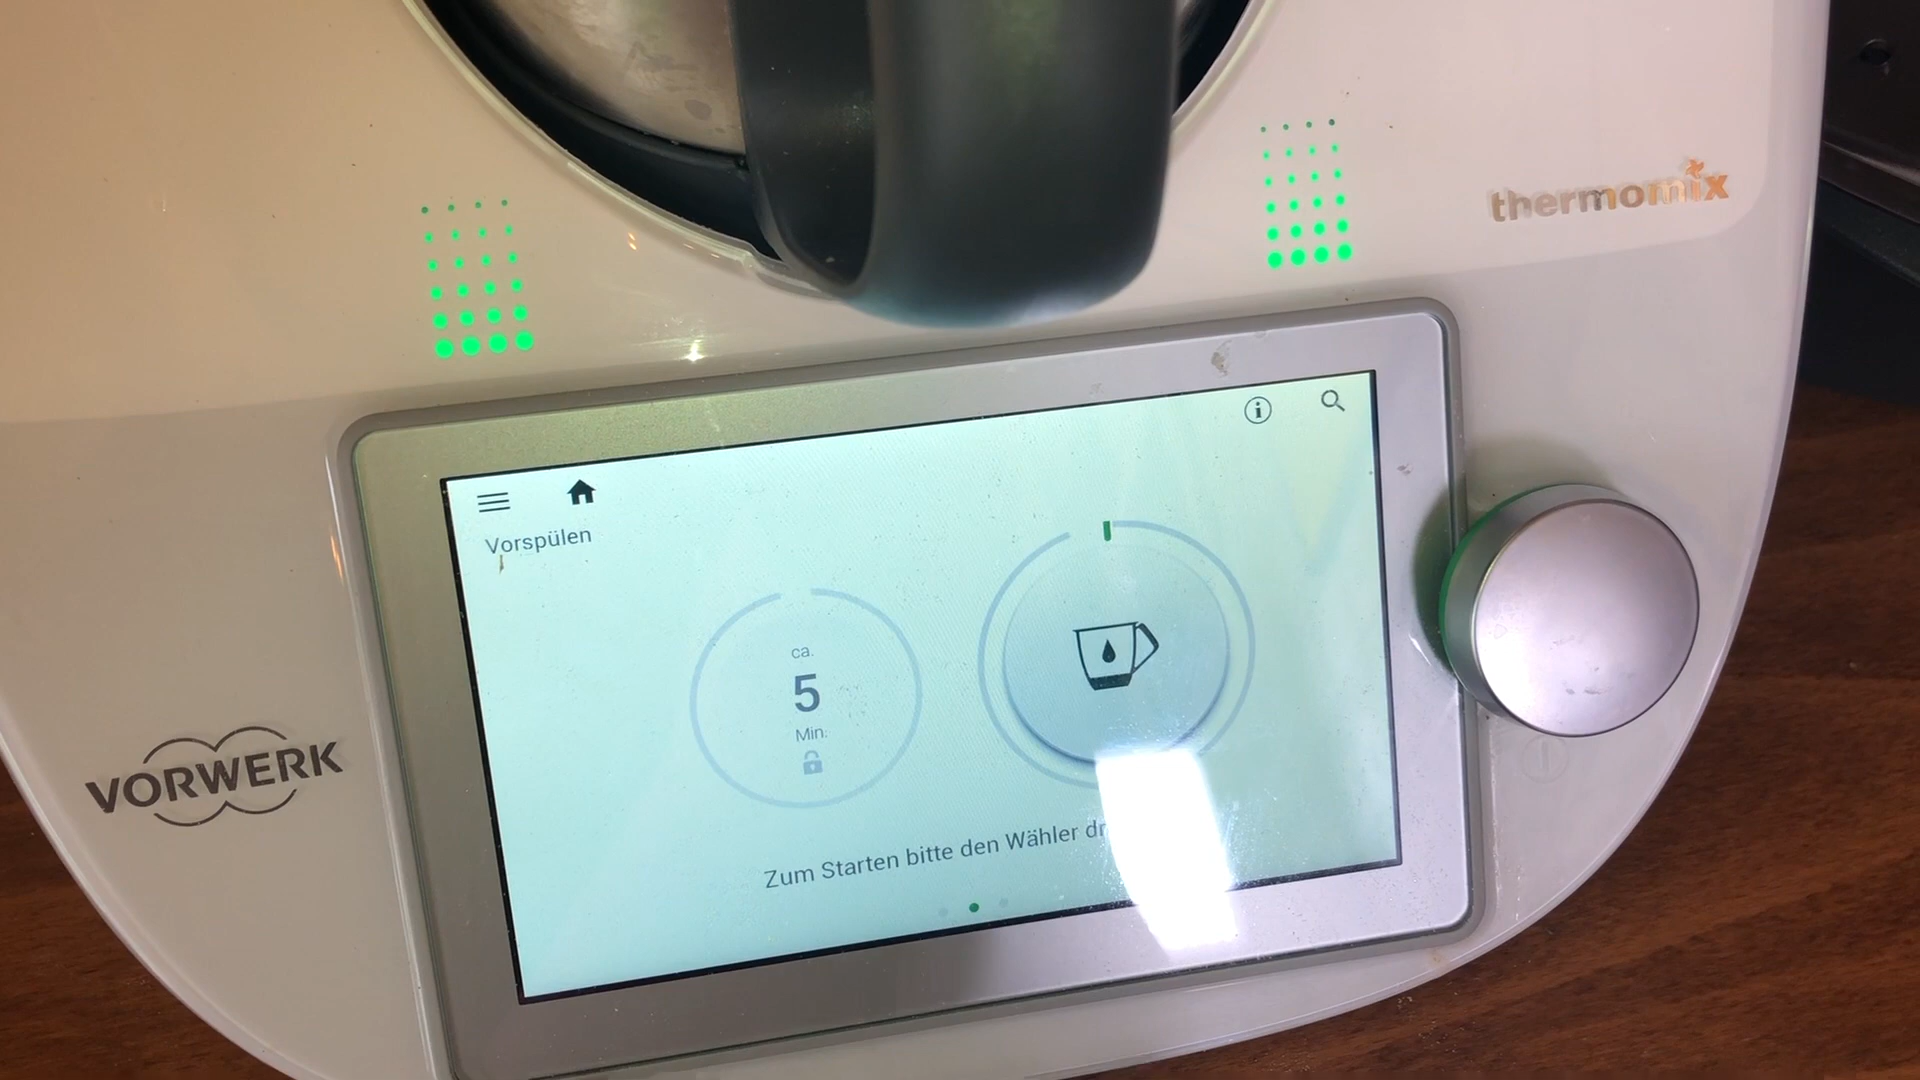 thermomix
Vorspülen
ca.
5
Min.
Zum Starten bitte den Wähler
VORWERK